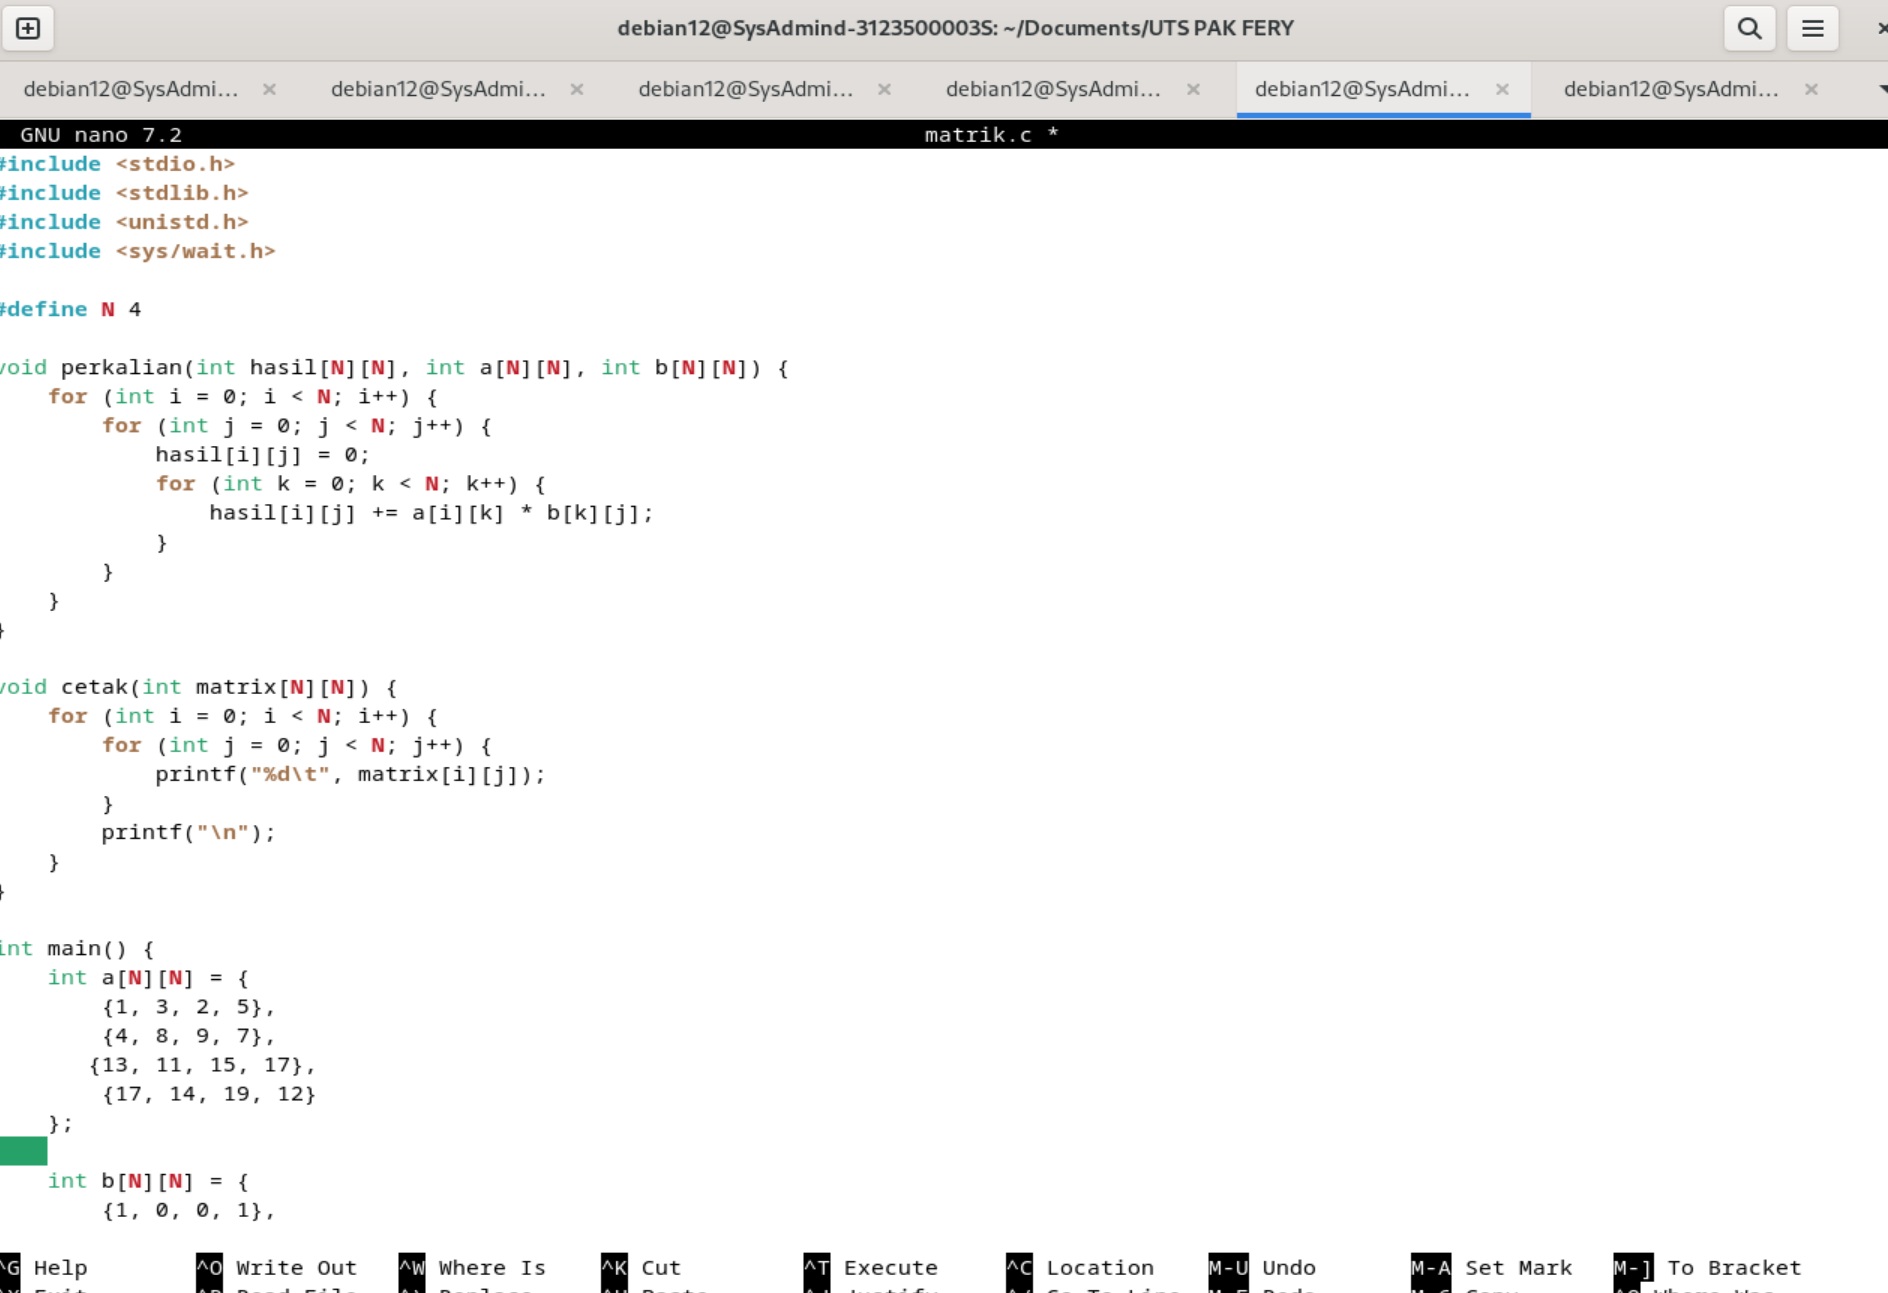 debian12@SysAdmind-3123500003S: ~/Documents/UTS PAK FERY
debian12@SysAdmi... × debian12@SysAdmi... × debian12@SysAdmi... × debian12@SysAdmi... × debian12@SysAdmi... × debian12@SysAdmi... ×
GNU nano 7.2 matrik.c *
#include <stdio.h>
#include <stdlib.h>
#include <unistd.h>
#include <sys/wait.h>

#define N 4

void perkalian(int hasil[N][N], int a[N][N], int b[N][N]) {
    for (int i = 0; i < N; i++) {
        for (int j = 0; j < N; j++) {
            hasil[i][j] = 0;
            for (int k = 0; k < N; k++) {
                hasil[i][j] += a[i][k] * b[k][j];
            }
        }
    }
}

void cetak(int matrix[N][N]) {
    for (int i = 0; i < N; i++) {
        for (int j = 0; j < N; j++) {
            printf("%d\t", matrix[i][j]);
        }
        printf("\n");
    }
}

int main() {
    int a[N][N] = {
        {1, 3, 2, 5},
        {4, 8, 9, 7},
       {13, 11, 15, 17},
        {17, 14, 19, 12}
    };

    int b[N][N] = {
        {1, 0, 0, 1},

^G Help ^O Write Out ^W Where Is ^K Cut ^T Execute ^C Location M-U Undo M-A Set Mark M-] To Bracket